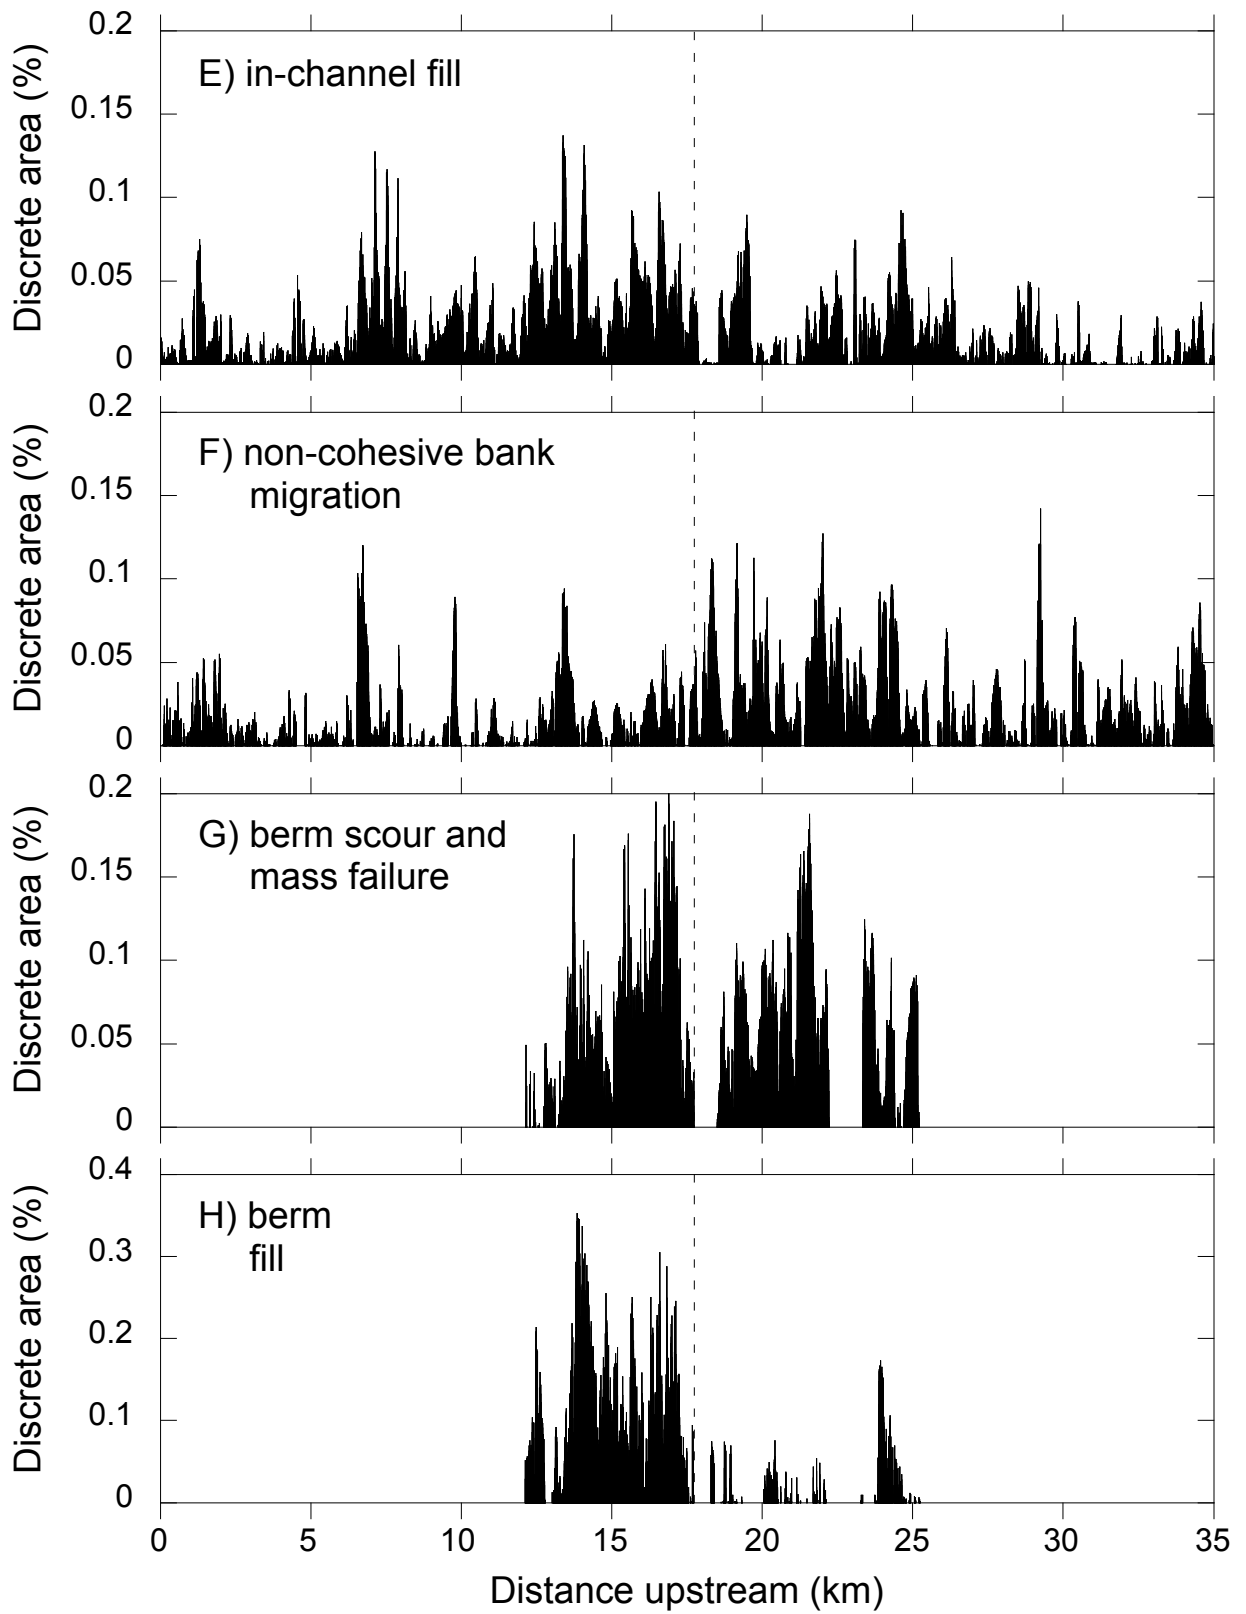 0.2
0.15
0.1
0.05
0
Discrete area (%)
E) in-channel fill
0.2
0.15
0.1
0.05
0
Discrete area (%)
F) non-cohesive bank
migration
0.2
0.15
0.1
0.05
0
Discrete area (%)
G) berm scour and
mass failure
0.4
0.3
0.2
0.1
0
Discrete area (%)
H) berm
fill
0 5 10 15 20 25 30 35
Distance upstream (km)